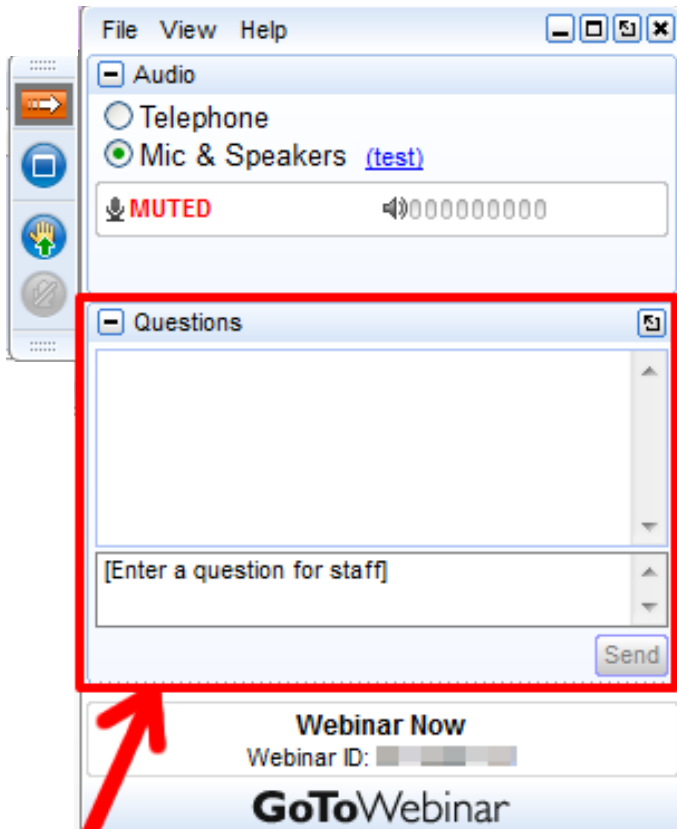 File View Help
Audio
Telephone
Mic & Speakers (test)
MUTED
Questions
[Enter a question for staff]
Send
Webinar Now
Webinar ID:
GoToWebinar